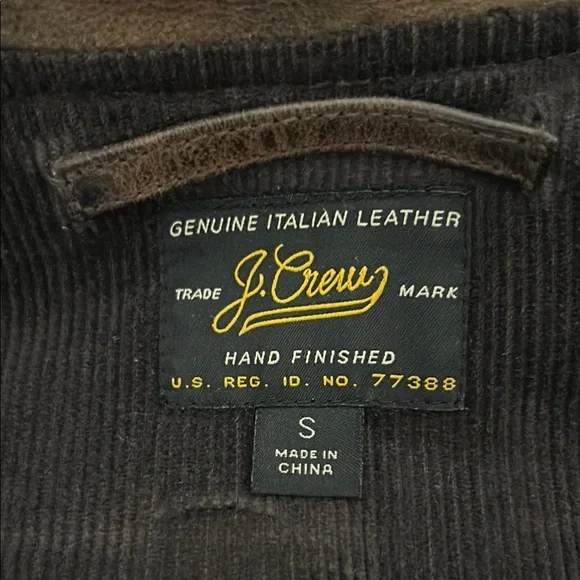 GENUINE ITALIAN LEATHER
TRADE J. Crew MARK
HAND FINISHED
U.S. REG. ID. NO. 77388
S
MADE IN
CHINA